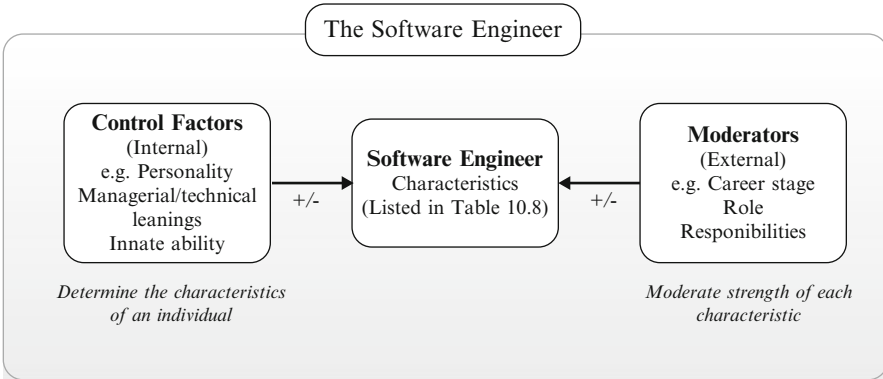 The Software Engineer
Control Factors
(Internal)
e.g. Personality
Managerial/technical
leanings
Innate ability
+/-
Software Engineer
Characteristics
(Listed in Table 10.8)
+/-
Moderators
(External)
e.g. Career stage
Role
Responibilities
Determine the characteristics
of an individual
Moderate strength of each
characteristic